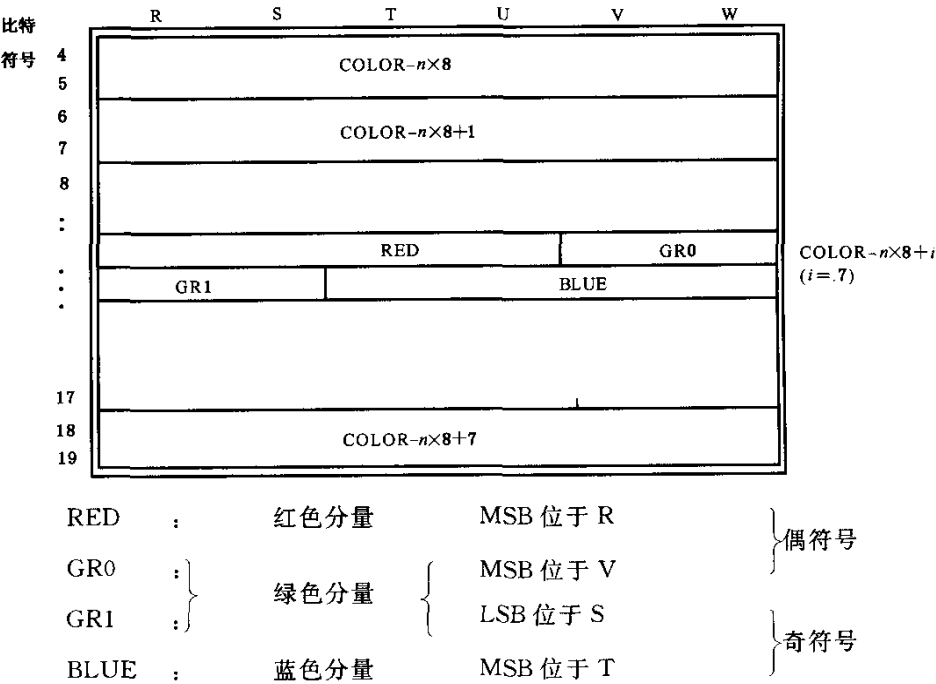 比特 R S T U V W
符号
4
COLOR-n×8
5
6
COLOR-n×8+1
7
8
:
RED GR0 COLOR-n×8+i
(i=.7)
GR1 BLUE
17
18
COLOR-n×8+7
19
RED : 红色分量 MSB 位于 R
偶符号
GR0 : MSB 位于 V
绿色分量
GR1 : LSB 位于 S
奇符号
BLUE : 蓝色分量 MSB 位于 T